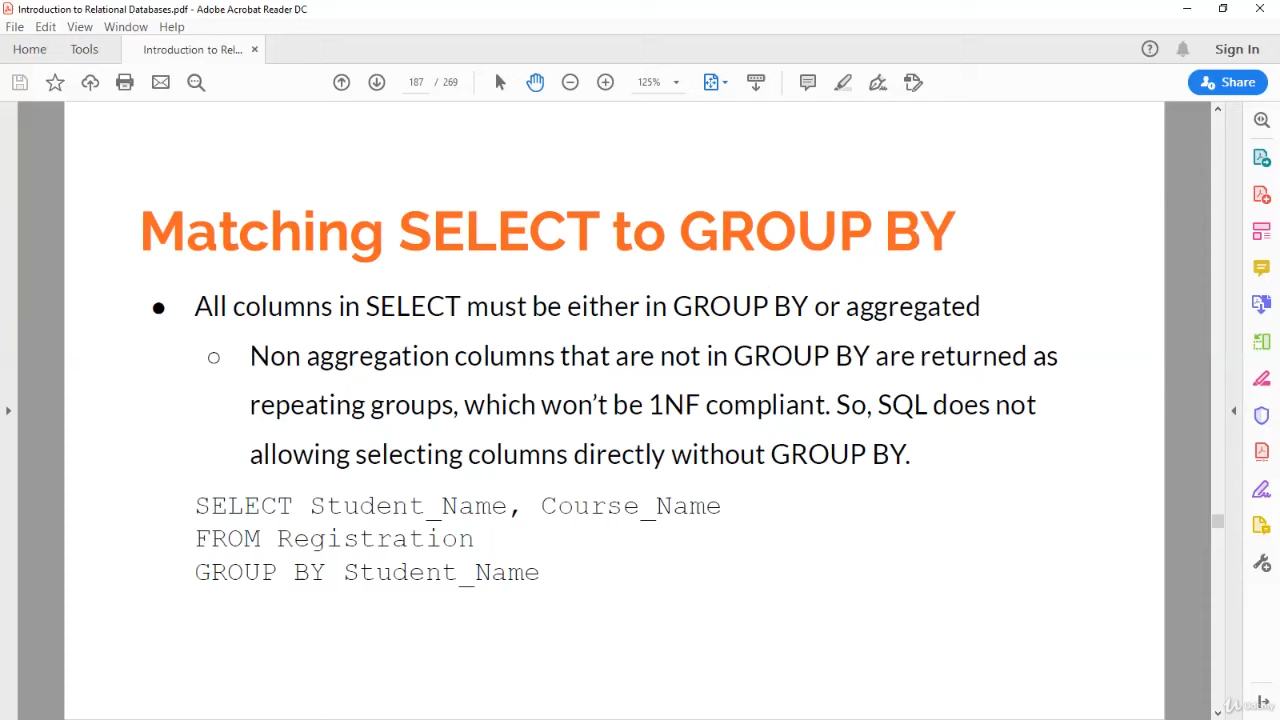 Introduction to Relational Databases.pdf - Adobe Acrobat Reader DC
File Edit View Window Help
Home Tools Introduction to Rel... × Sign In
187 / 269 125% Share
Matching SELECT to GROUP BY
● All columns in SELECT must be either in GROUP BY or aggregated
○ Non aggregation columns that are not in GROUP BY are returned as
repeating groups, which won’t be 1NF compliant. So, SQL does not
allowing selecting columns directly without GROUP BY.
SELECT Student_Name, Course_Name
FROM Registration
GROUP BY Student_Name
Udemy